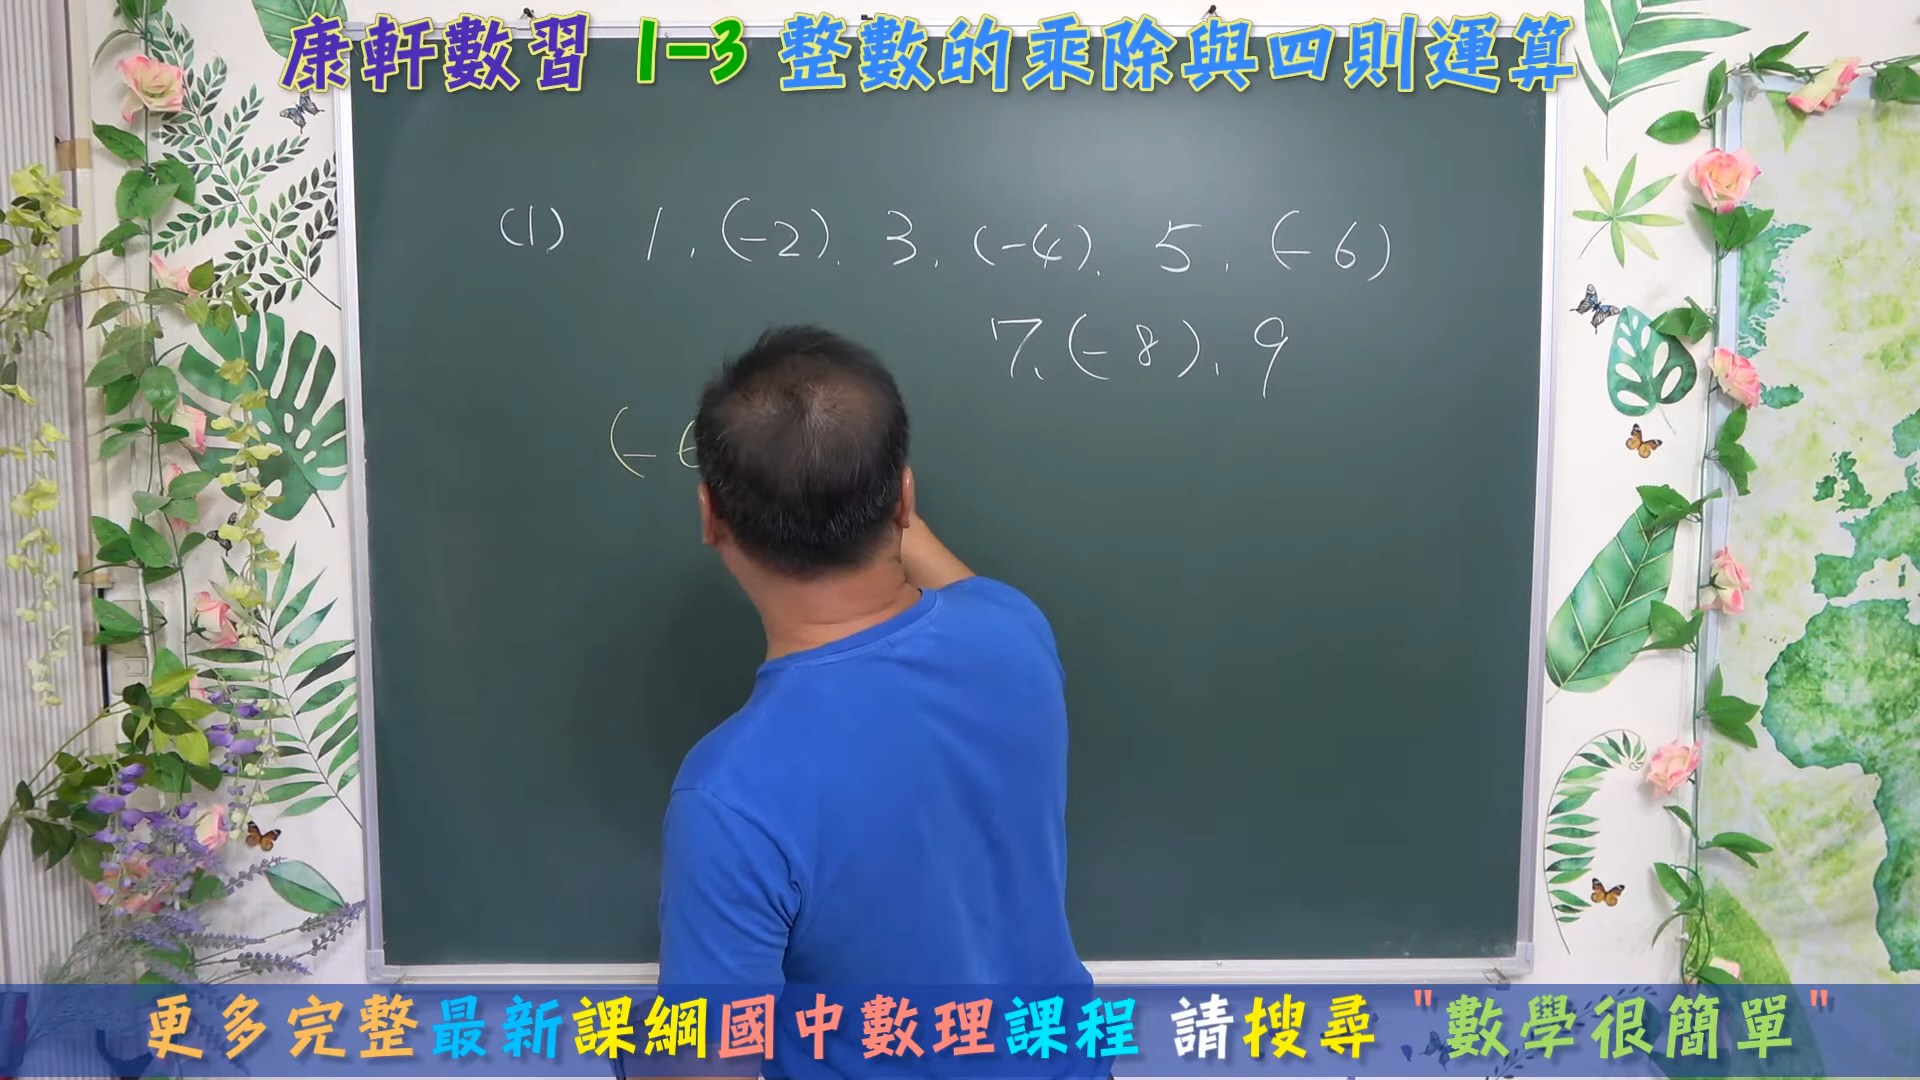 康軒數習 1-3 整數的乘除與四則運算
(1) 1, (-2), 3, (-4), 5, (-6)
7, (-8), 9
(-6
更多完整最新課綱國中數理課程 請搜尋 "數學很簡單"